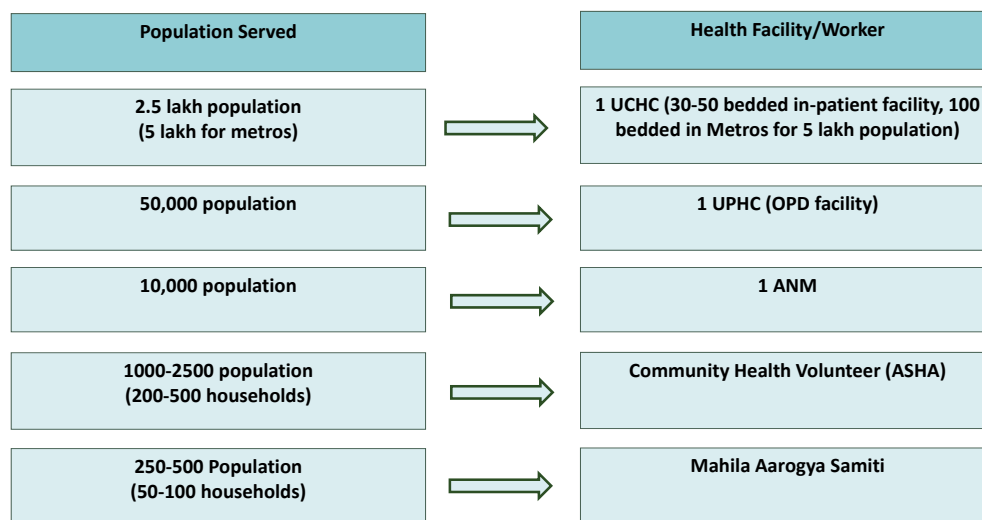 Population Served
Health Facility/Worker
2.5 lakh population
(5 lakh for metros)
1 UCHC (30-50 bedded in-patient facility, 100
bedded in Metros for 5 lakh population)
50,000 population
1 UPHC (OPD facility)
10,000 population
1 ANM
1000-2500 population
(200-500 households)
Community Health Volunteer (ASHA)
250-500 Population
(50-100 households)
Mahila Aarogya Samiti